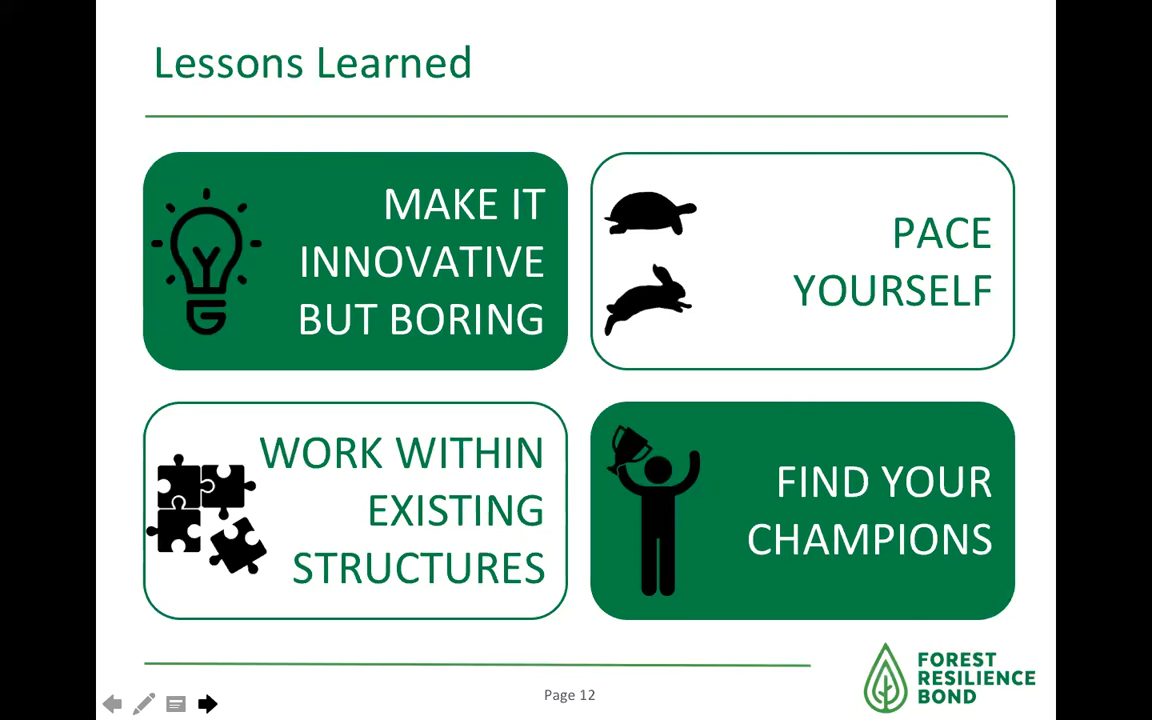 Lessons Learned
MAKE IT
INNOVATIVE
BUT BORING
PACE
YOURSELF
WORK WITHIN
EXISTING
STRUCTURES
FIND YOUR
CHAMPIONS
Page 12
FOREST
RESILIENCE
BOND